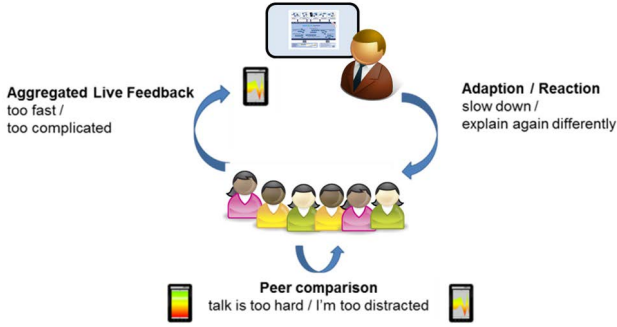 Aggregated Live Feedback
too fast /
too complicated
Adaption / Reaction
slow down /
explain again differently
Peer comparison
talk is too hard / I'm too distracted